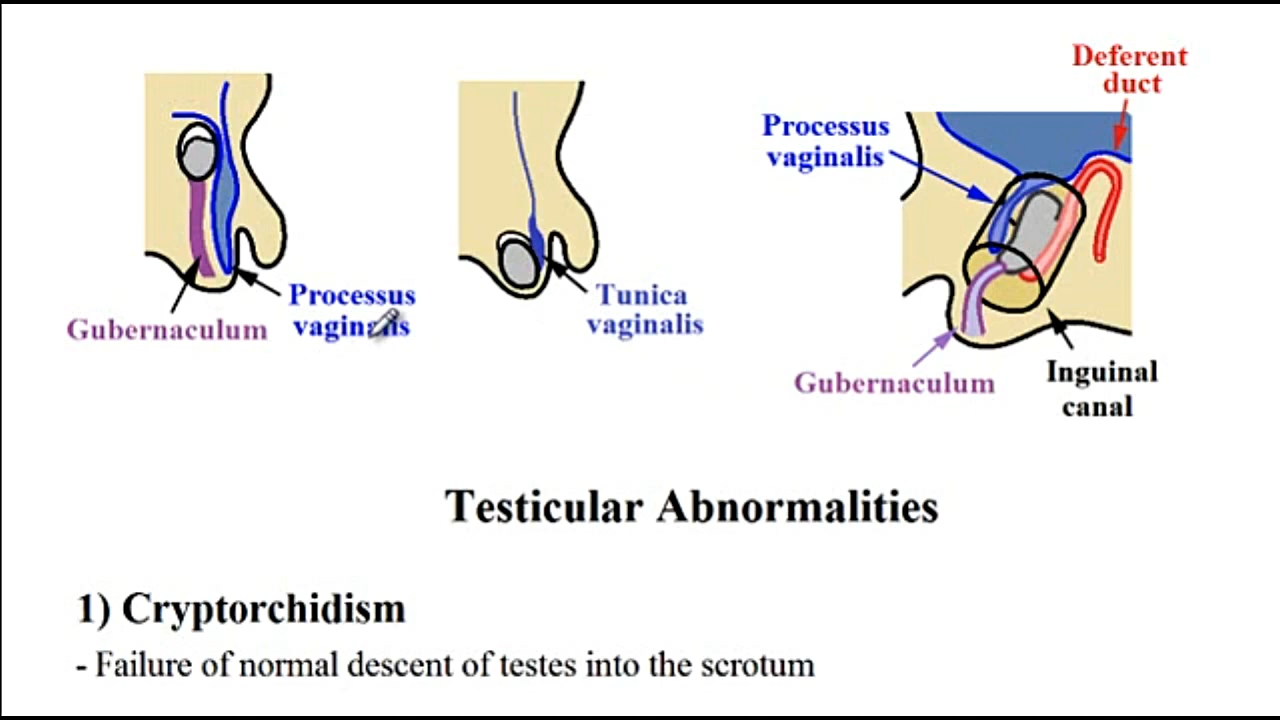 Deferent
duct
Processus
vaginalis
Processus
vaginalis
Gubernaculum
Tunica
vaginalis
Gubernaculum
Inguinal
canal
Testicular Abnormalities
1) Cryptorchidism
- Failure of normal descent of testes into the scrotum